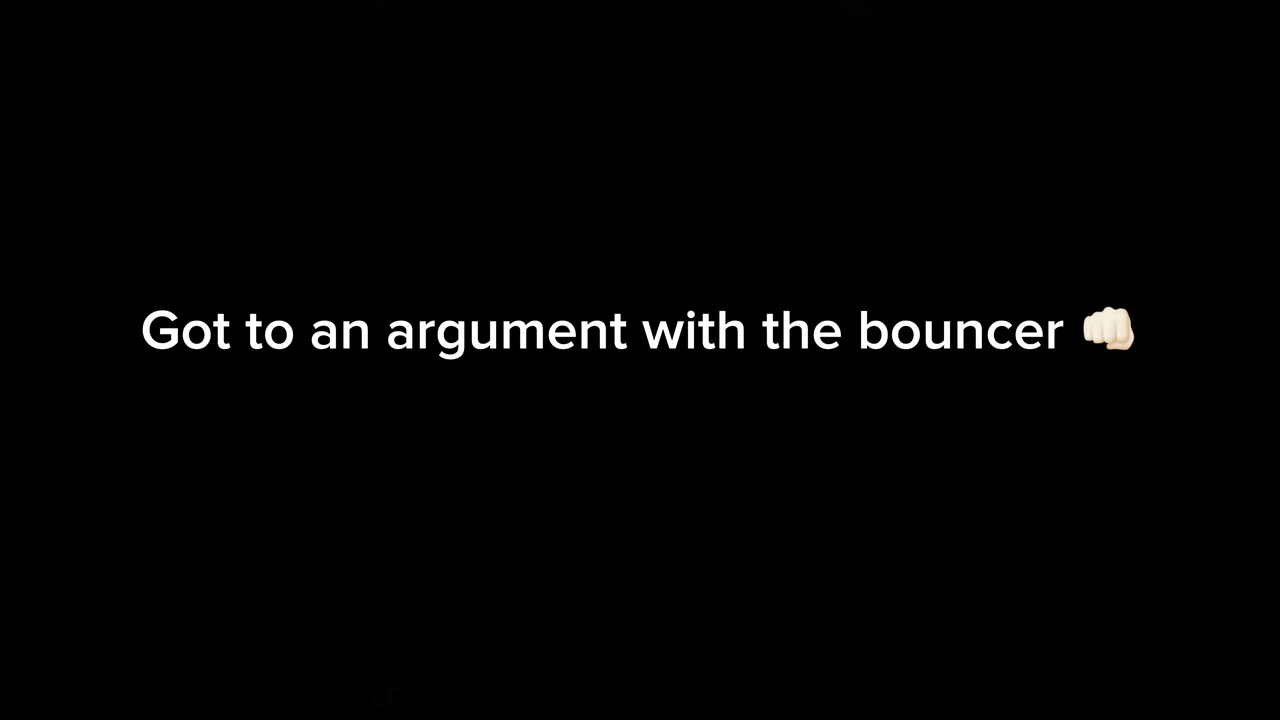 Got to an argument with the bouncer 👊🏻